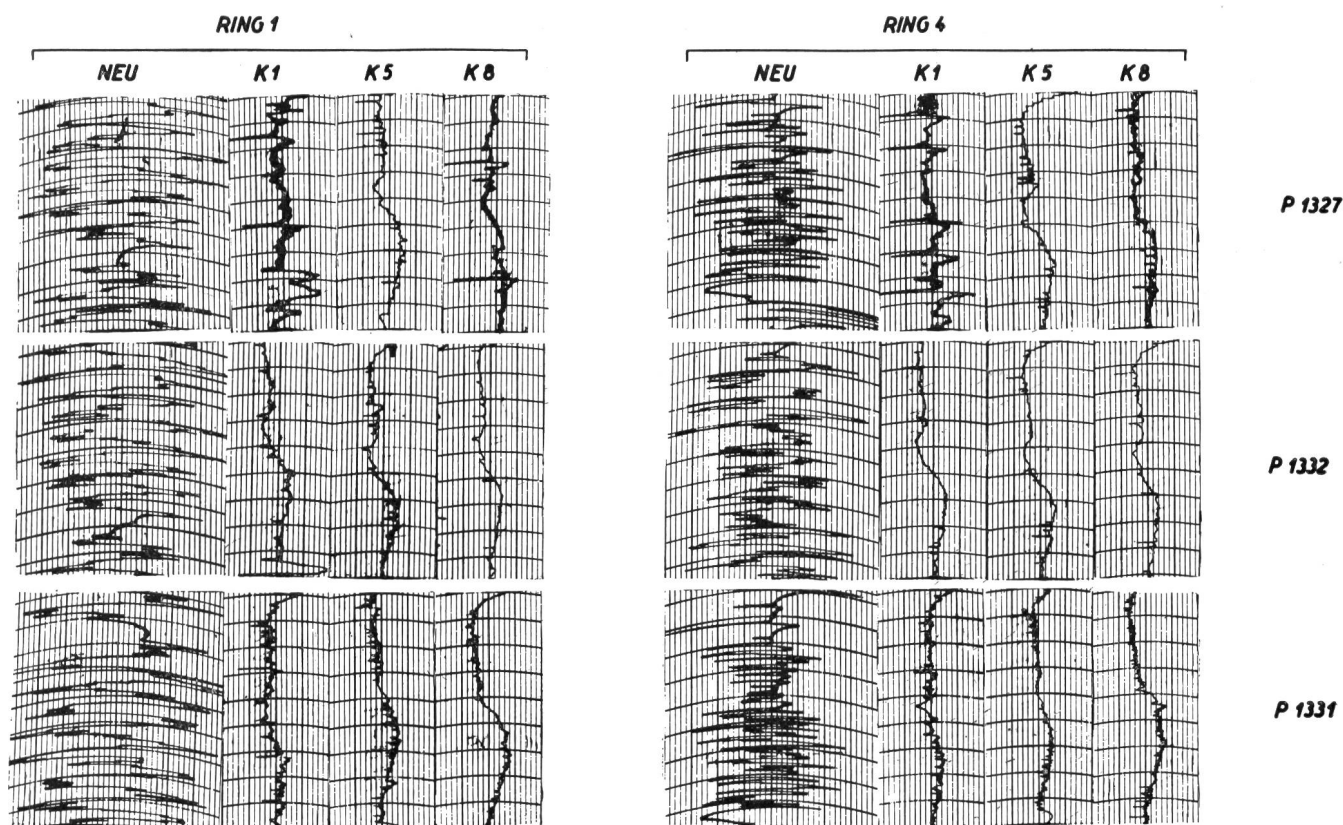 RING 1 RING 4
NEU K1 K5 K8 NEU K1 K5 K8
P 1327
P 1332
P 1331